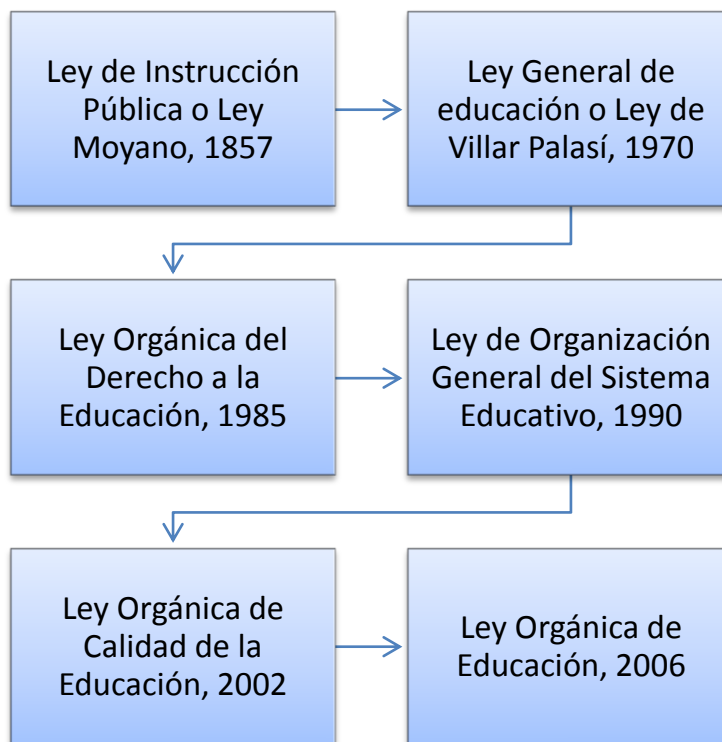 Ley de Instrucción
Pública o Ley
Moyano, 1857
Ley General de
educación o Ley de
Villar Palasí, 1970
Ley Orgánica del
Derecho a la
Educación, 1985
Ley de Organización
General del Sistema
Educativo, 1990
Ley Orgánica de
Calidad de la
Educación, 2002
Ley Orgánica de
Educación, 2006